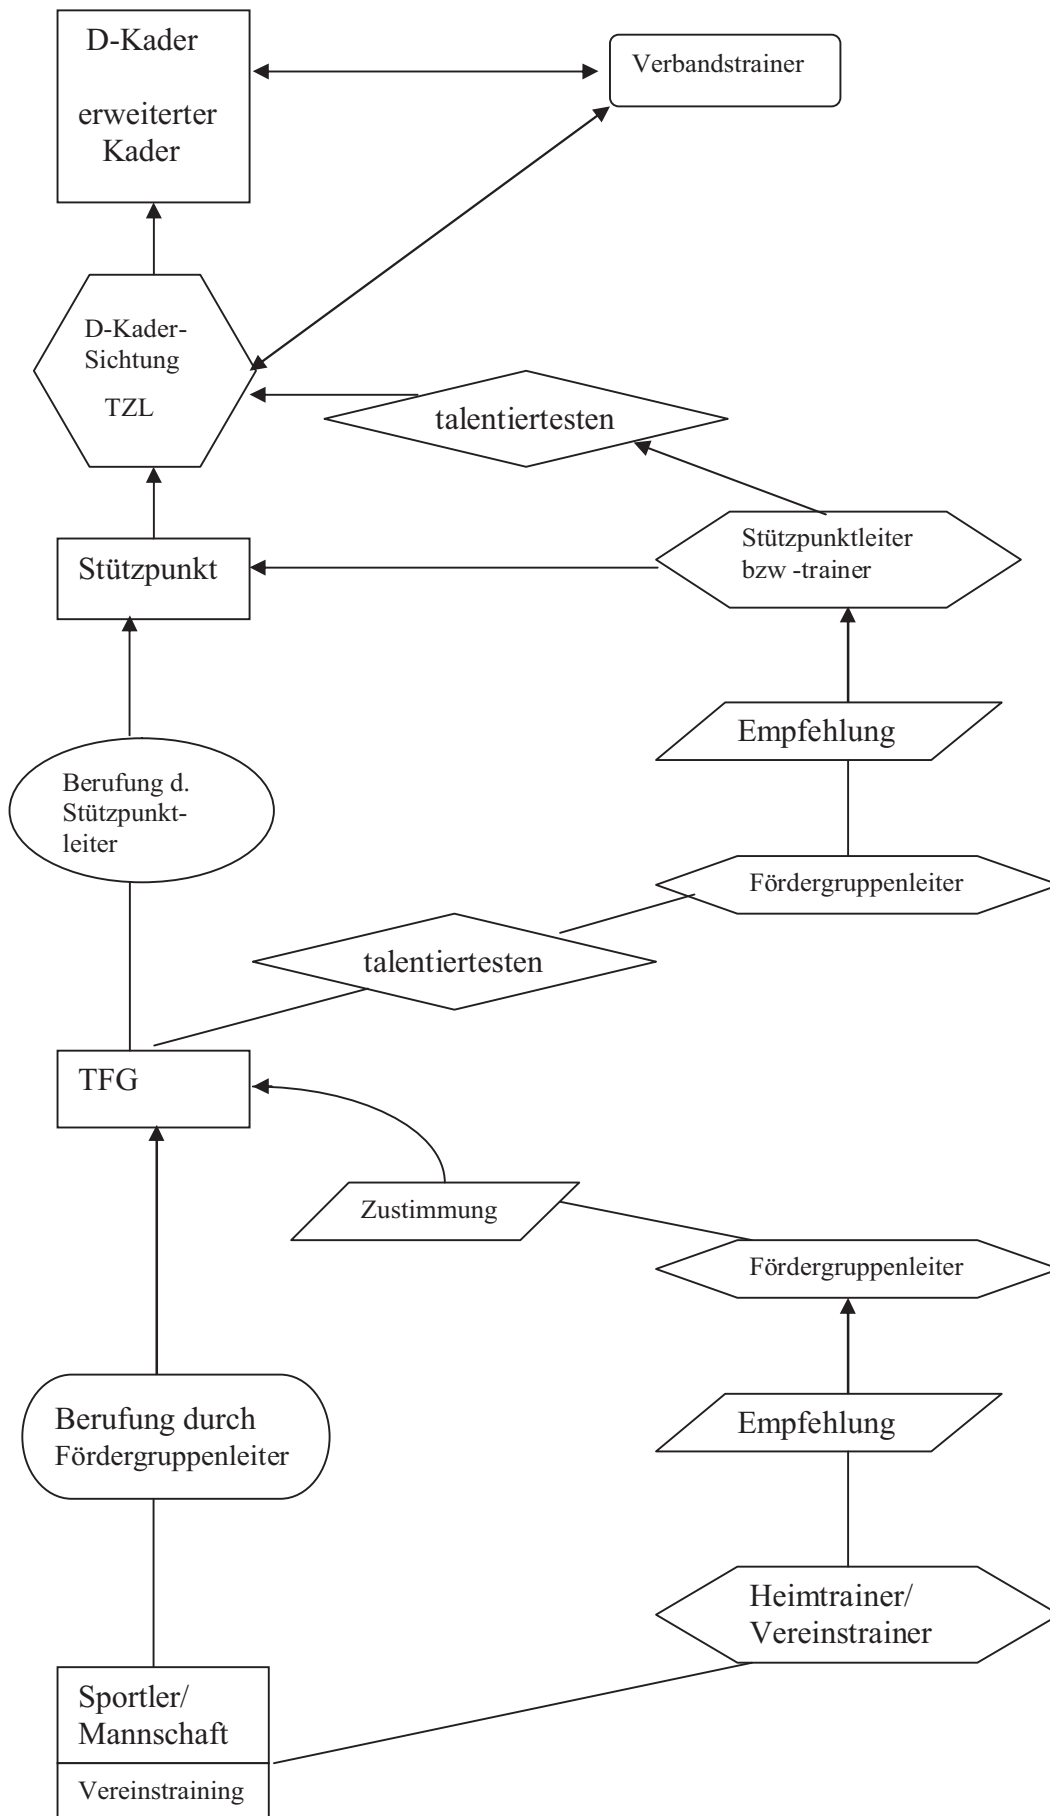 D-Kader
erweiterter
Kader
Verbandstrainer
D-Kader-
Sichtung
TZL
talentiertesten
Stützpunktleiter
bzw -trainer
Stützpunkt
Empfehlung
Berufung d.
Stützpunkt-
leiter
Fördergruppenleiter
talentiertesten
TFG
Zustimmung
Fördergruppenleiter
Berufung durch
Fördergruppenleiter
Empfehlung
Heimtrainer/
Vereinstrainer
Sportler/
Mannschaft
Vereinstraining